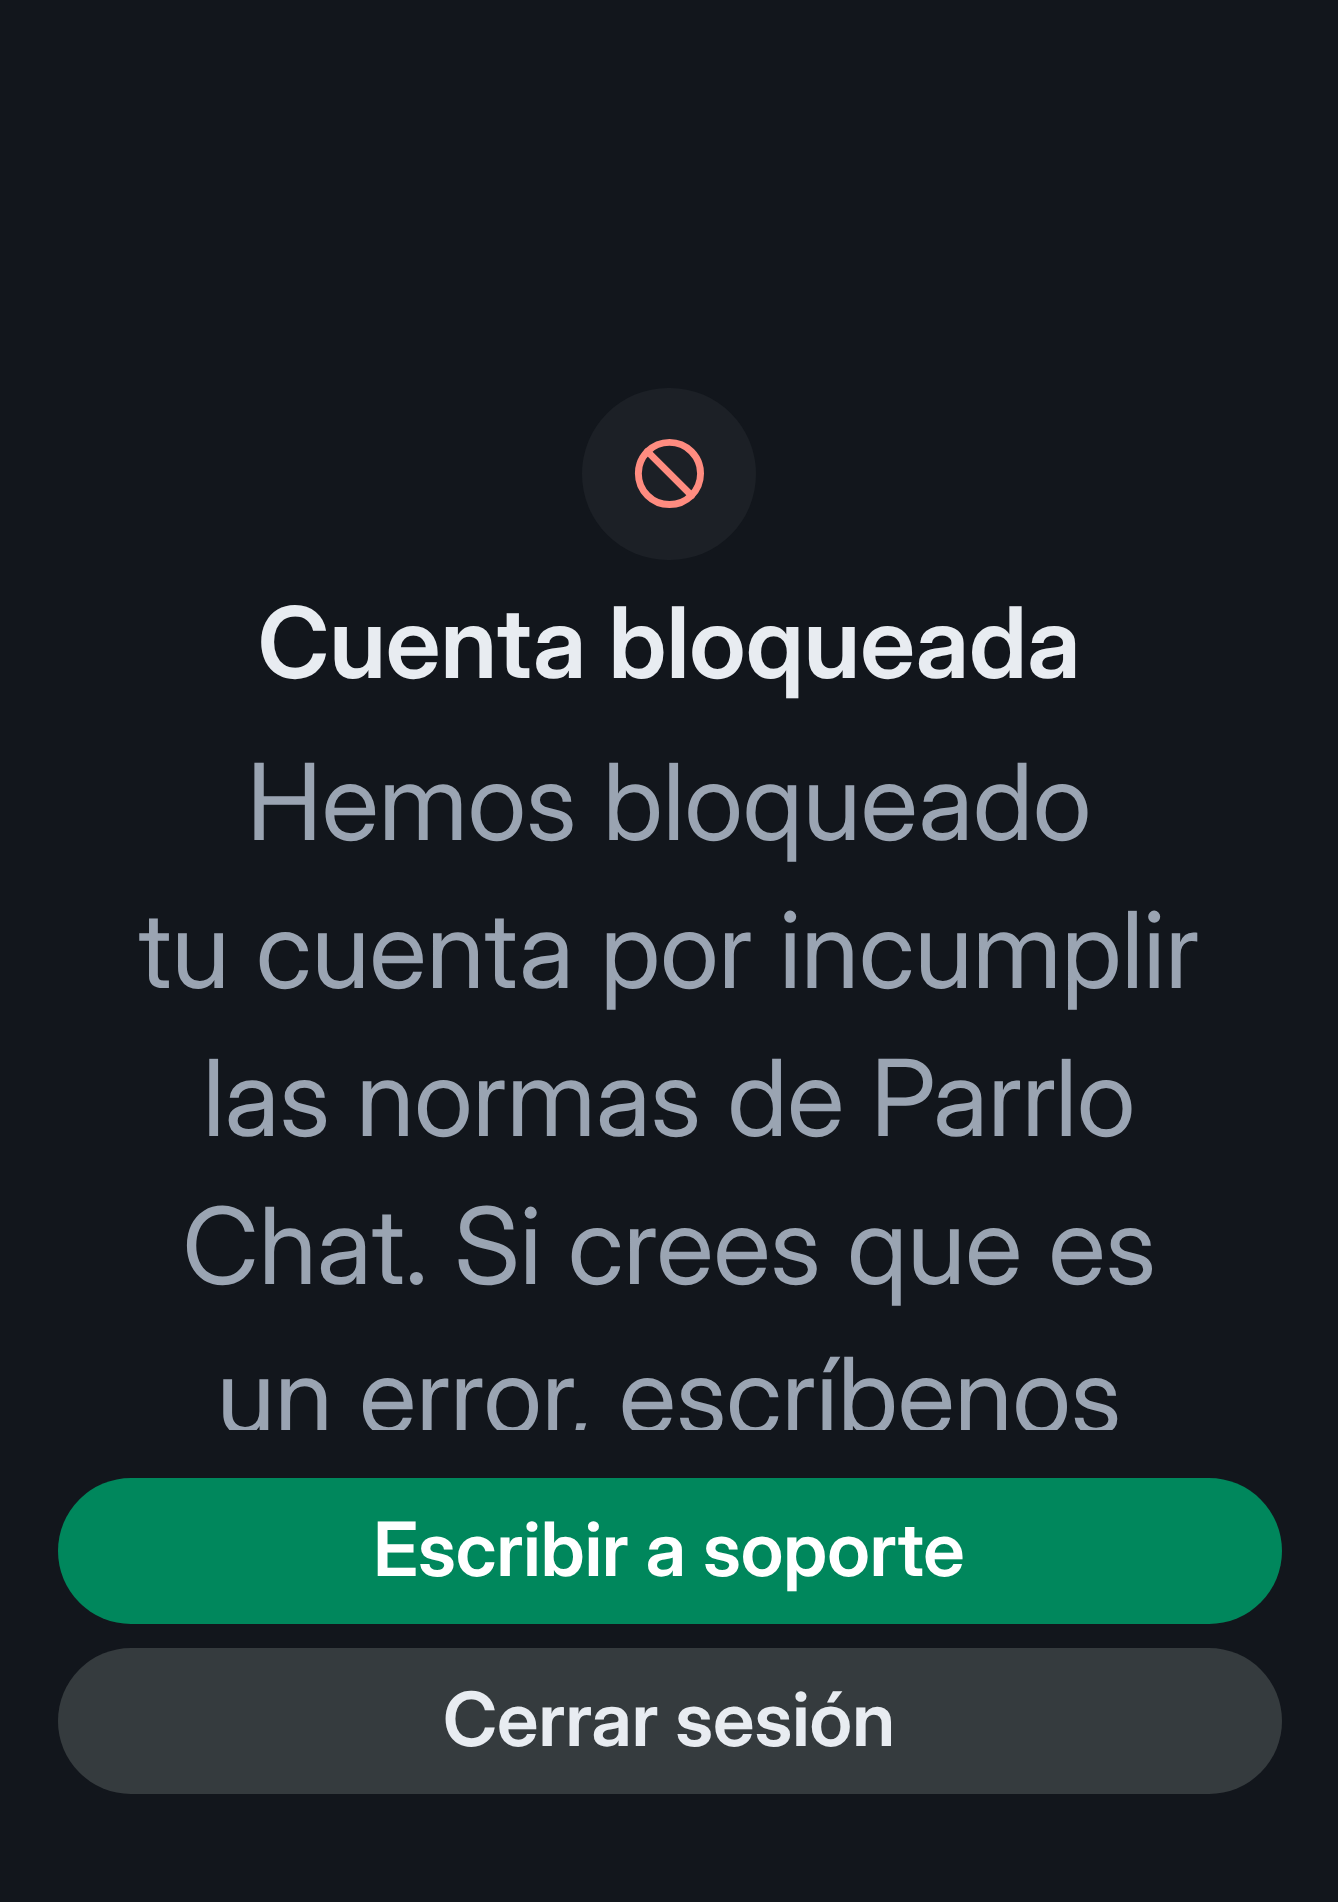 Cuenta bloqueada
Hemos bloqueado
tu cuenta por incumplir
las normas de Parrlo
Chat. Si crees que es
un error, escríbenos
Escribir a soporte
Cerrar sesión